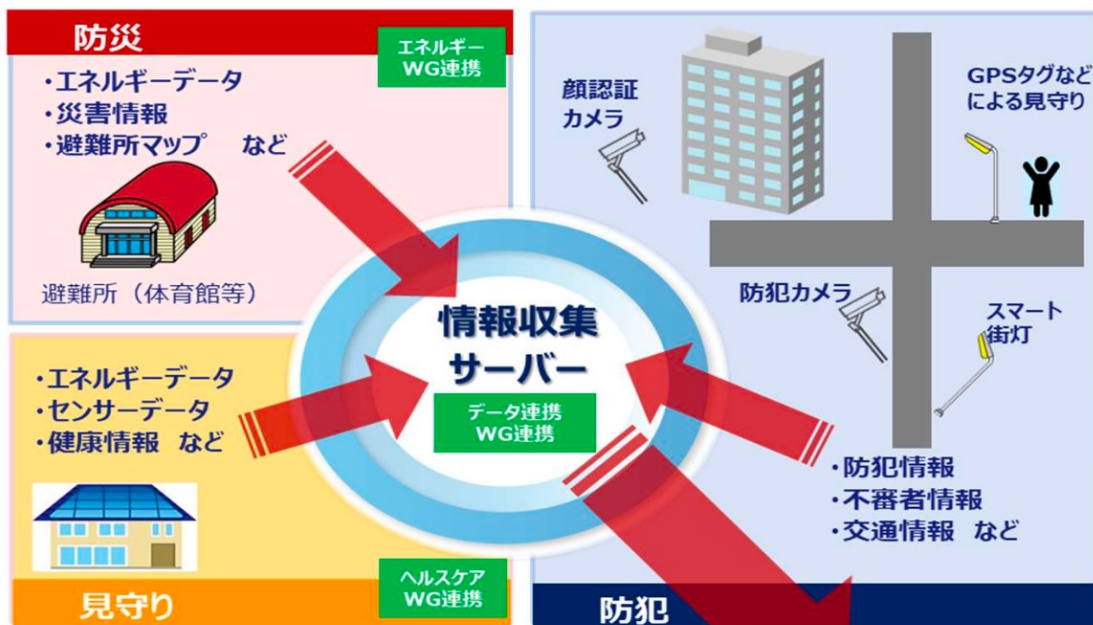 防災
エネルギー
WG連携
・エネルギーデータ
・災害情報
・避難所マップ など
避難所（体育館等）
顔認証
カメラ
GPSタグなど
による見守り
防犯カメラ
スマート
街灯
情報収集
サーバー
データ連携
WG連携
・エネルギーデータ
・センサーデータ
・健康情報 など
ヘルスケア
WG連携
見守り
・防犯情報
・不審者情報
・交通情報 など
防犯